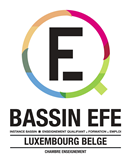 BASSIN EFE
INSTANCE BASSIN ● ENSEIGNEMENT QUALIFIANT ● FORMATION ● EMPLOI
LUXEMBOURG BELGE
CHAMBRE ENSEIGNEMENT